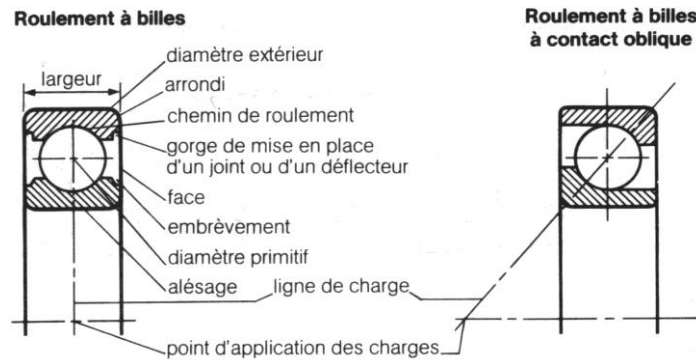 Roulement à billes
Roulement à billes
à contact oblique
largeur
diamètre extérieur
arrondi
chemin de roulement
gorge de mise en place
d'un joint ou d'un déflecteur
face
embrèvement
diamètre primitif
alésage
ligne de charge
point d'application des charges